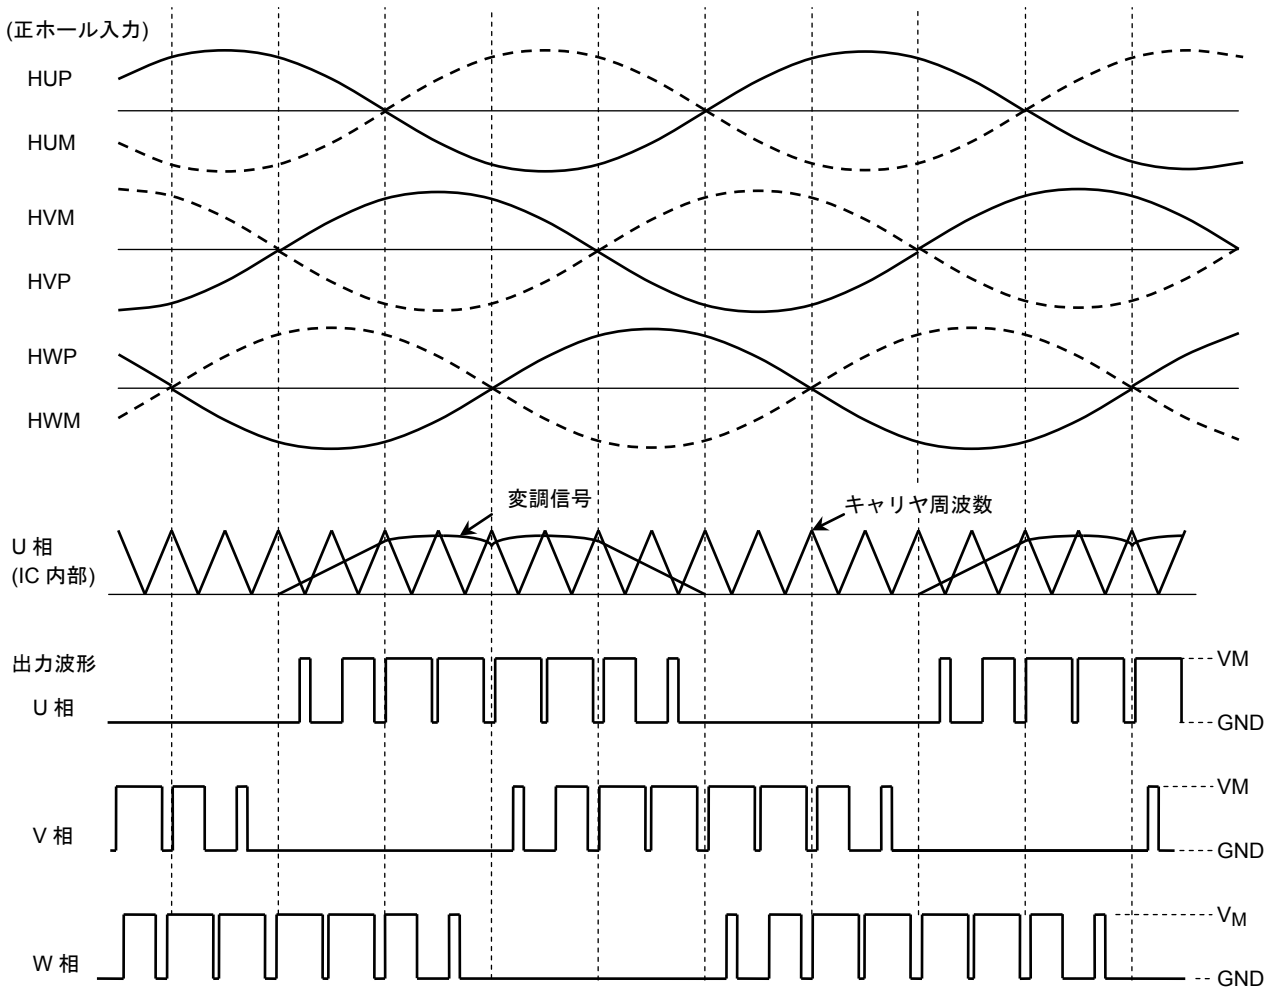 (正ホール入力)
HUP
HUM
HVM
HVP
HWP
HWM
変調信号
キャリヤ周波数
U 相
(IC 内部)
出力波形
VM
U 相
GND
VM
V 相
GND
VM
W 相
GND